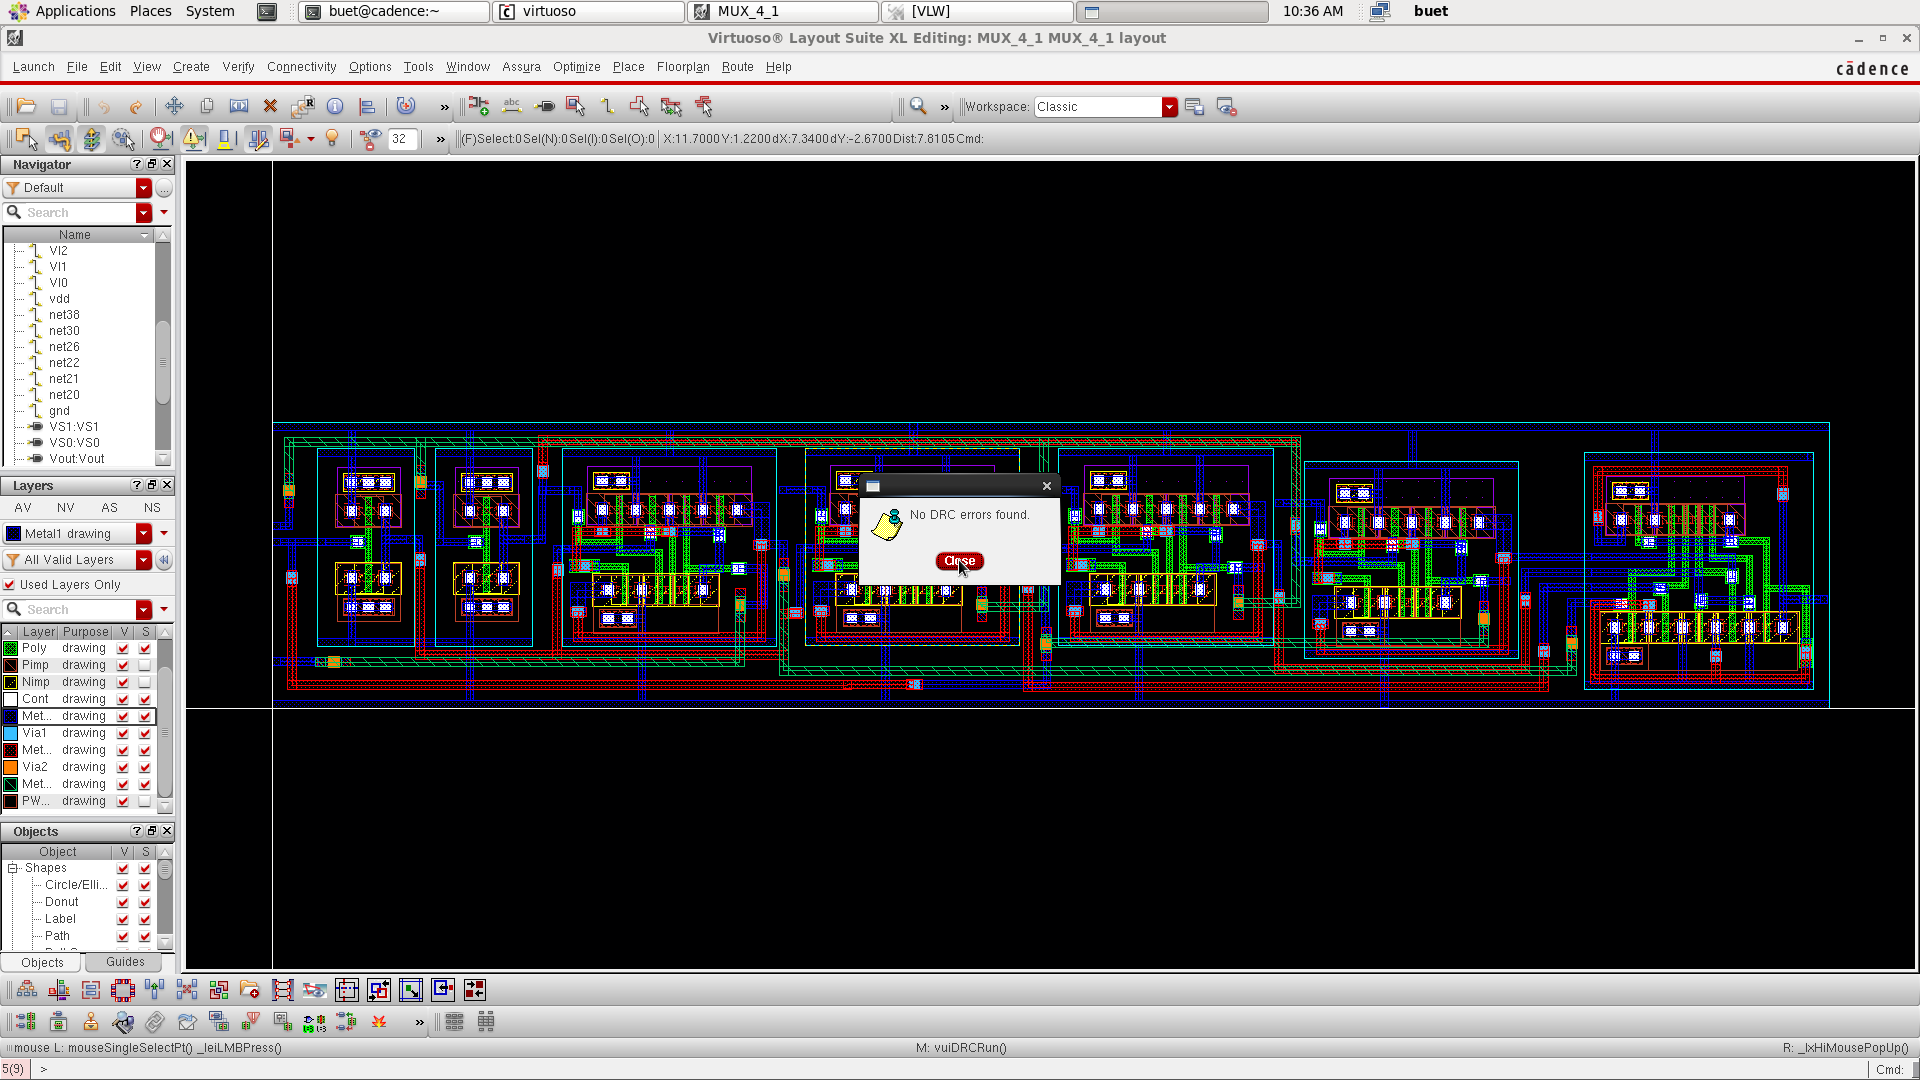 Applications Places System buet@cadence:~ virtuoso MUX_4_1 [VLW] 10:36 AM buet
Virtuoso® Layout Suite XL Editing: MUX_4_1 MUX_4_1 layout
Launch File Edit View Create Verify Connectivity Options Tools Window Assura Optimize Place Floorplan Route Help
cādence
abc R » » Workspace: Classic
32 » (F)Select:0 Sel(N):0 Sel(I):0 Sel(O):0 X:11.7000 Y:1.2200 dX:7.3400 dY:-2.6700 Dist:7.8105 Cmd:
Navigator
Default
Search
Name
VI2
VI1
VI0
vdd
net38
net30
net26
net22
net21
net20
gnd
VS1:VS1
VS0:VS0
Vout:Vout
Layers
AV NV AS NS
Metal1 drawing
All Valid Layers
Used Layers Only
Search
Layer Purpose V S
Poly drawing
Pimp drawing
Nimp drawing
Cont drawing
Met... drawing
Via1 drawing
Met... drawing
Via2 drawing
Met... drawing
PW... drawing
Objects
Object V S
Shapes
Circle/Elli...
Donut
Label
Path
Objects Guides
No DRC errors found.
Close
mouse L: mouseSingleSelectPt() _leiLMBPress() M: vuiDRCRun() R: _lxHiMousePopUp()
5(9) > Cmd: